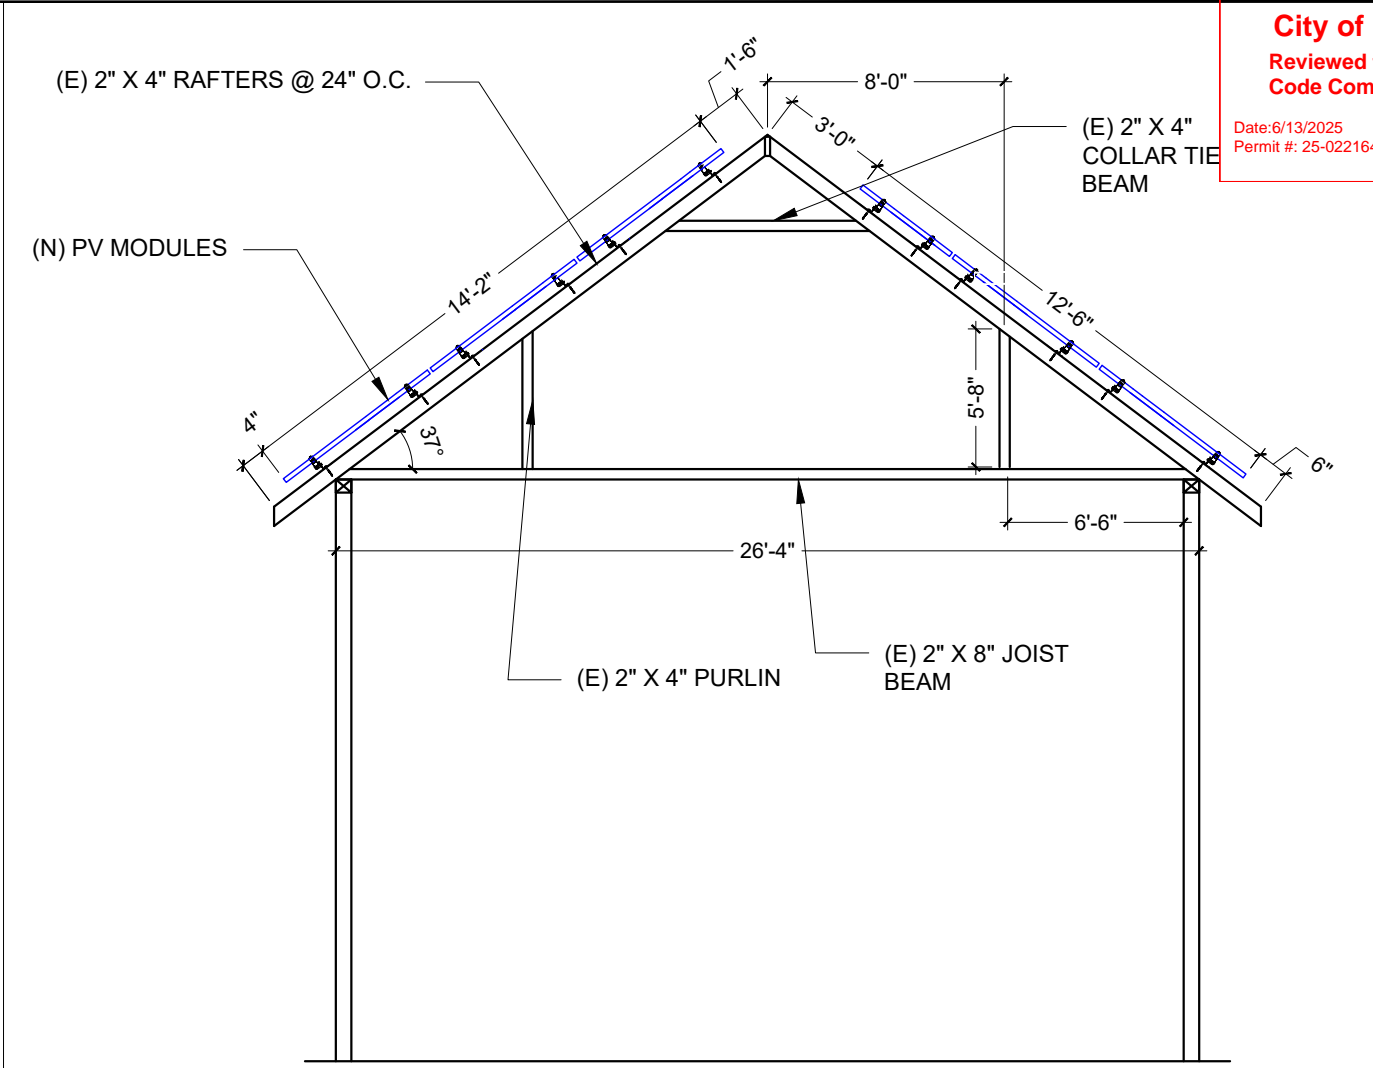 City of
Reviewed
Code Com
Date:6/13/2025
Permit #: 25-022164
(E) 2" X 4" RAFTERS @ 24" O.C.
1'-6"
8'-0"
3'-0"
(E) 2" X 4"
COLLAR TIE
BEAM
(N) PV MODULES
14'-2"
12'-6"
5'-8"
4"
37°
6"
6'-6"
26'-4"
(E) 2" X 4" PURLIN
(E) 2" X 8" JOIST
BEAM